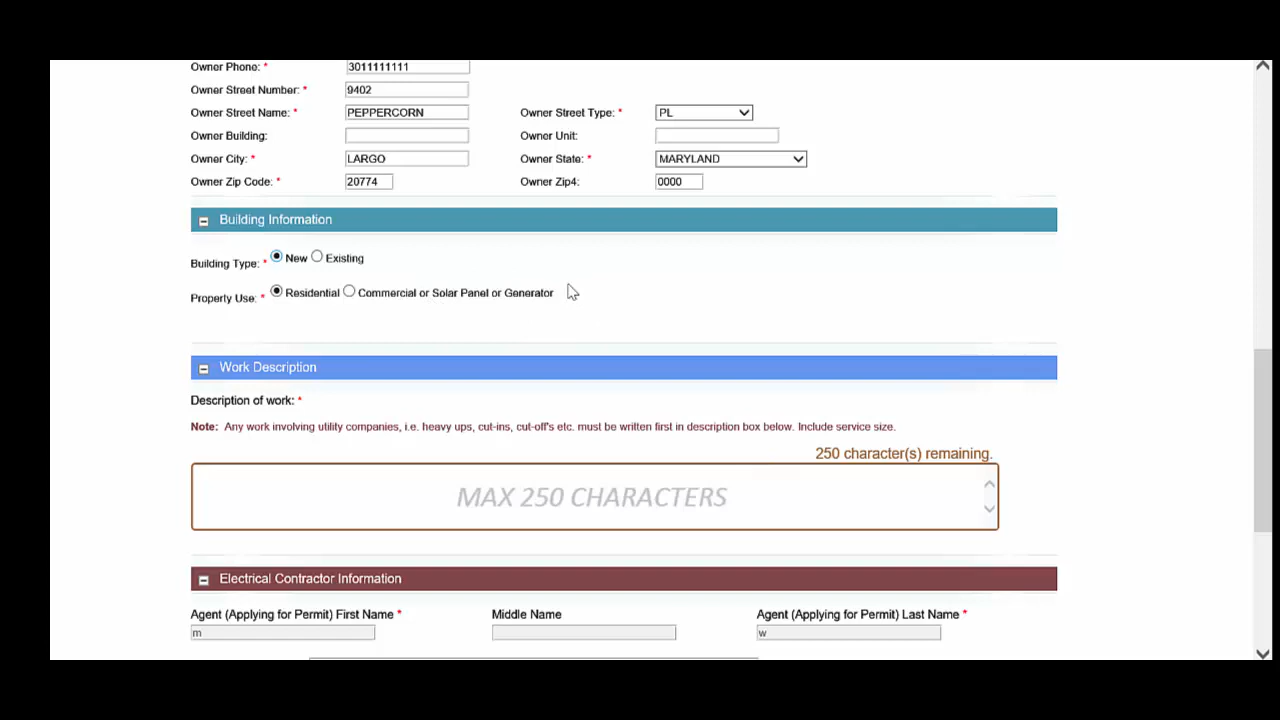 Owner Phone: * 3011111111
Owner Street Number: * 9402
Owner Street Name: * PEPPERCORN Owner Street Type: * PL
Owner Building: Owner Unit:
Owner City: * LARGO Owner State: * MARYLAND
Owner Zip Code: * 20774 Owner Zip4: 0000
Building Information
Building Type: * New Existing
Property Use: * Residential Commercial or Solar Panel or Generator
Work Description
Description of work: *
Note: Any work involving utility companies, i.e. heavy ups, cut-ins, cut-off's etc. must be written first in description box below. Include service size.
250 character(s) remaining.
MAX 250 CHARACTERS
Electrical Contractor Information
Agent (Applying for Permit) First Name * Middle Name Agent (Applying for Permit) Last Name *
m w